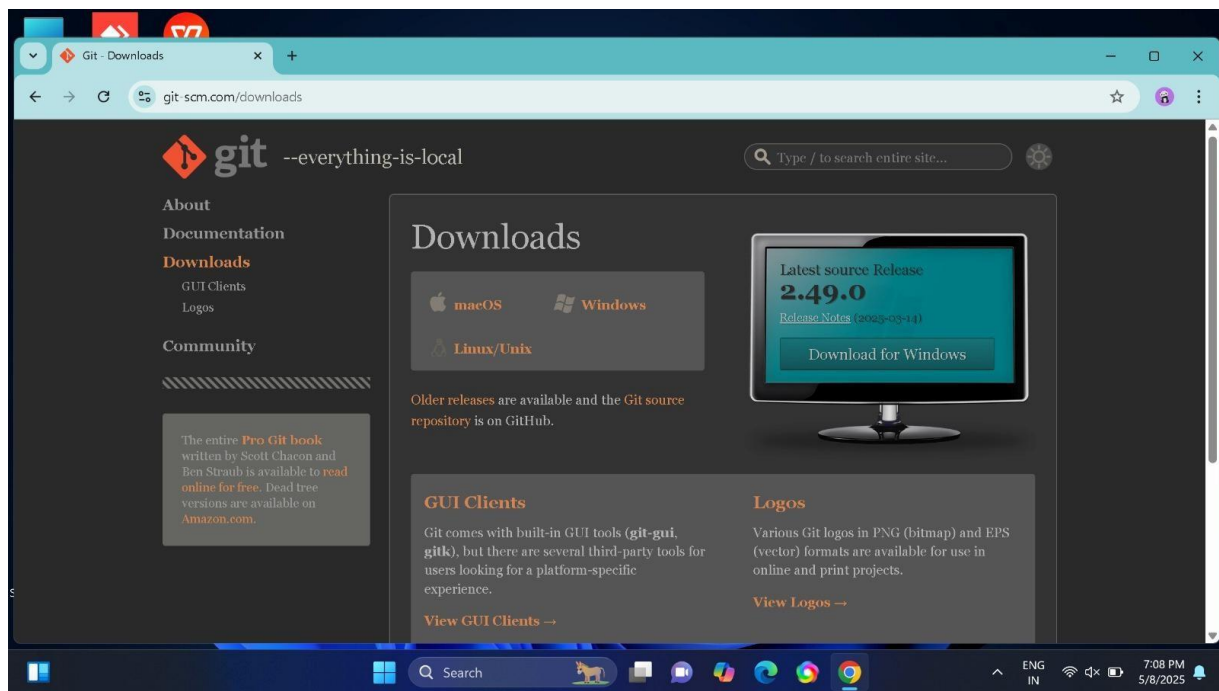 Git - Downloads
git-scm.com/downloads
git --everything-is-local
Type / to search entire site...
About
Documentation
Downloads
GUI Clients
Logos
Community
The entire Pro Git book
written by Scott Chacon and
Ben Straub is available to read
online for free. Dead tree
versions are available on
Amazon.com.
Downloads
macOS
Windows
Linux/Unix
Older releases are available and the Git source
repository is on GitHub.
Latest source Release
2.49.0
Release Notes (2025-03-14)
Download for Windows
GUI Clients
Git comes with built-in GUI tools (git-gui,
gitk), but there are several third-party tools for
users looking for a platform-specific
experience.
View GUI Clients →
Logos
Various Git logos in PNG (bitmap) and EPS
(vector) formats are available for use in
online and print projects.
View Logos →
Search
ENG
IN
7:08 PM
5/8/2025